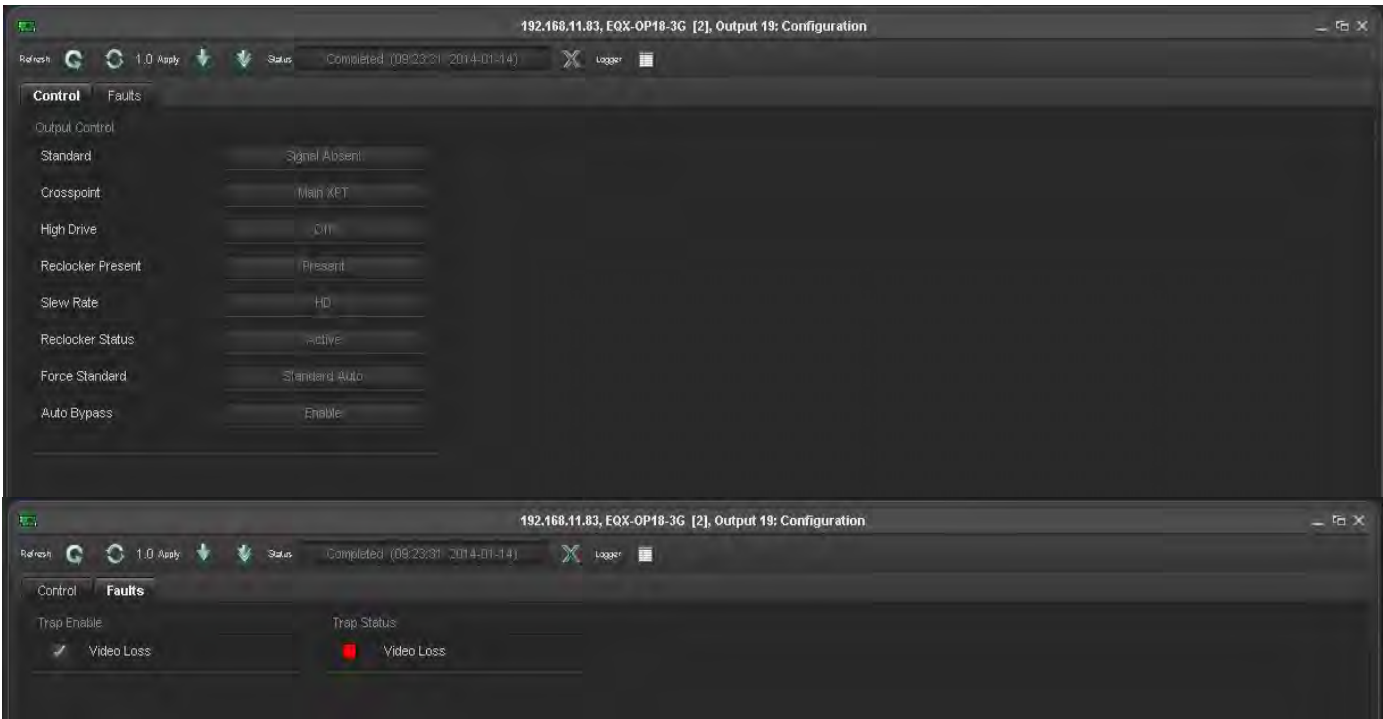 192.168.11.83, EQX-OP18-3G [2], Output 19: Configuration
Refresh 1.0 Apply Status Completed (09:23:31 2014-01-14) Logger
Control Faults
Output Control
Standard Signal Absent
Crosspoint Main XPT
High Drive Off
Reclocker Present Present
Slew Rate HD
Reclocker Status Active
Force Standard Standard Auto
Auto Bypass Enable
192.168.11.83, EQX-OP18-3G [2], Output 19: Configuration
Refresh 1.0 Apply Status Completed (09:23:31 2014-01-14) Logger
Control Faults
Trap Enable Trap Status
Video Loss Video Loss